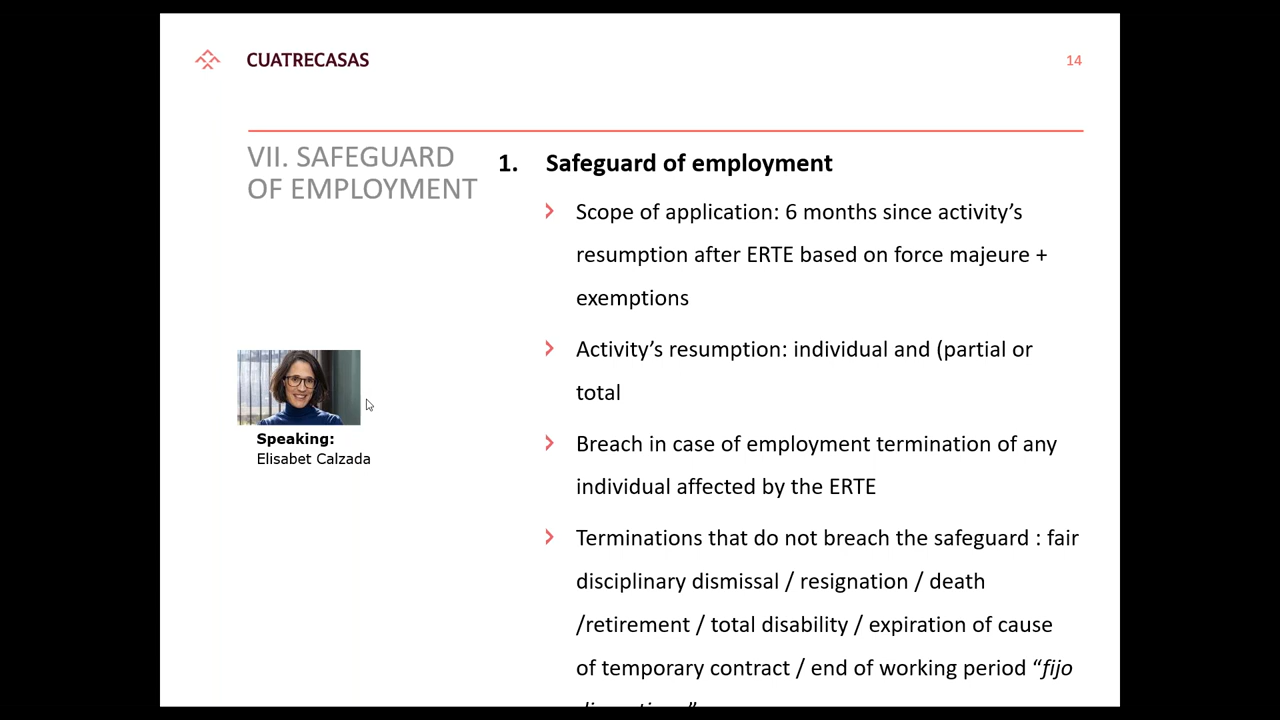 CUATRECASAS
14
VII. SAFEGUARD
OF EMPLOYMENT
1. Safeguard of employment
Scope of application: 6 months since activity’s
resumption after ERTE based on force majeure +
exemptions
Activity’s resumption: individual and (partial or
total
Breach in case of employment termination of any
individual affected by the ERTE
Terminations that do not breach the safeguard : fair
disciplinary dismissal / resignation / death
/retirement / total disability / expiration of cause
of temporary contract / end of working period “fijo
Speaking:
Elisabet Calzada